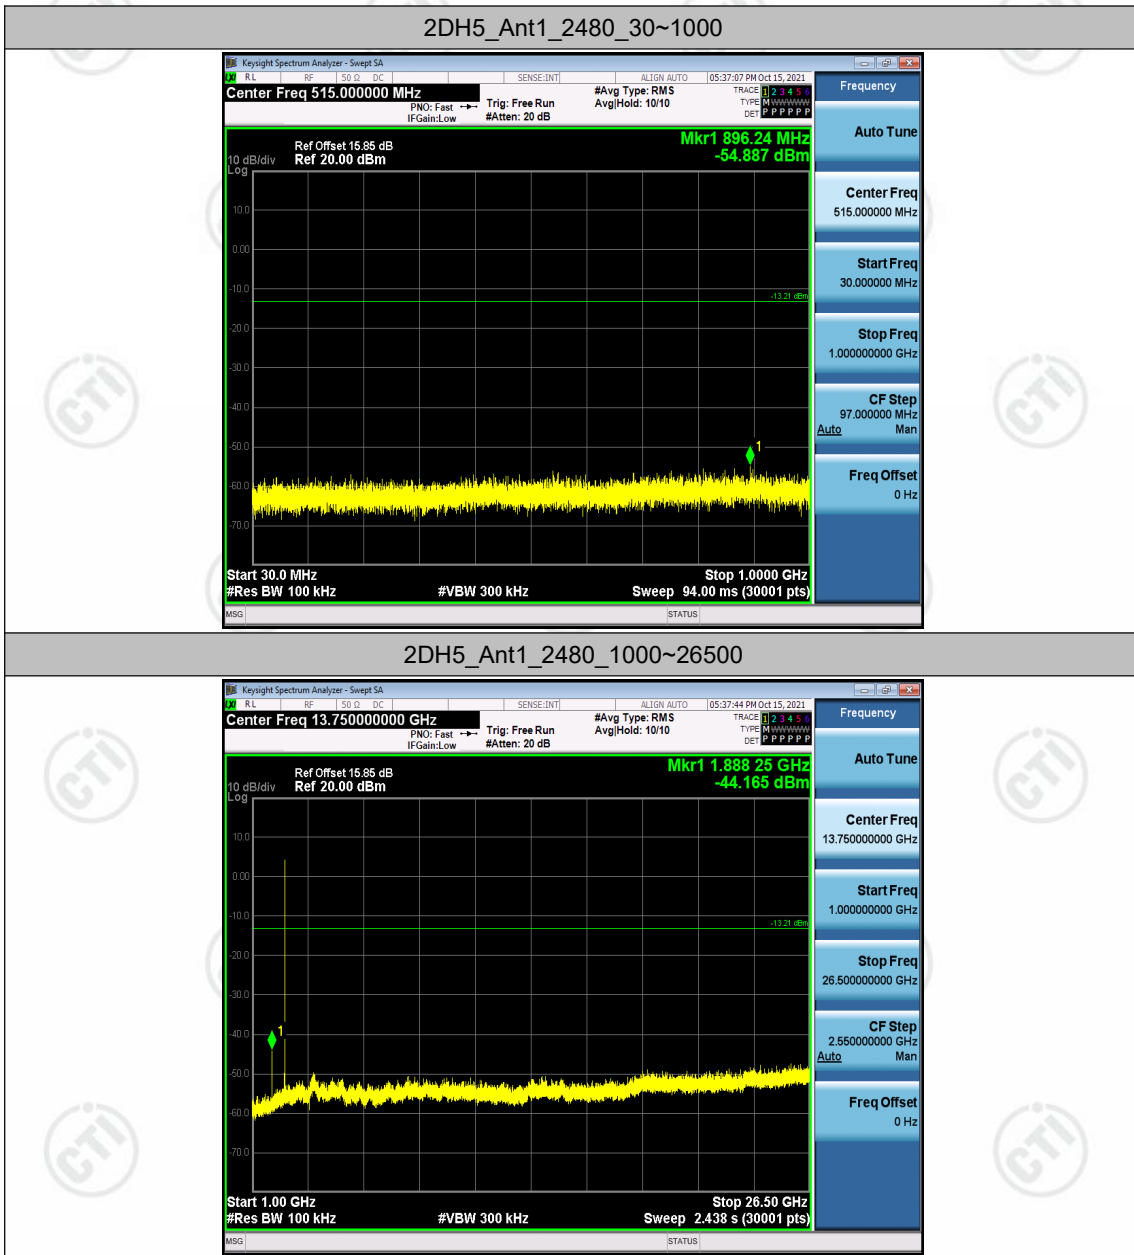 2DH5_Ant1_2480_30~1000
Keysight Spectrum Analyzer - Swept SA
LXI RL RF 50 Ω DC SENSE:INT ALIGN AUTO 05:37:07 PM Oct 15, 2021
Center Freq 515.000000 MHz
PNO: Fast
IFGain:Low
Trig: Free Run
#Atten: 20 dB
#Avg Type: RMS
Avg|Hold: 10/10
TRACE 1 2 3 4 5 6
TYPE M WWWWW
DET P P P P P P
Mkr1 896.24 MHz
-54.887 dBm
Ref Offset 15.85 dB
10 dB/div Ref 20.00 dBm
Log
10.0
0.00
-10.0
-13.21 dBm
-20.0
-30.0
-40.0
-50.0
1
-60.0
-70.0
Start 30.0 MHz Stop 1.0000 GHz
#Res BW 100 kHz #VBW 300 kHz Sweep 94.00 ms (30001 pts)
MSG STATUS
Frequency
Auto Tune
Center Freq
515.000000 MHz
Start Freq
30.000000 MHz
Stop Freq
1.000000000 GHz
CF Step
97.000000 MHz
Auto Man
Freq Offset
0 Hz
2DH5_Ant1_2480_1000~26500
Keysight Spectrum Analyzer - Swept SA
LXI RL RF 50 Ω DC SENSE:INT ALIGN AUTO 05:37:44 PM Oct 15, 2021
Center Freq 13.750000000 GHz
PNO: Fast
IFGain:Low
Trig: Free Run
#Atten: 20 dB
#Avg Type: RMS
Avg|Hold: 10/10
TRACE 1 2 3 4 5 6
TYPE M WWWWW
DET P P P P P P
Mkr1 1.888 25 GHz
-44.165 dBm
Ref Offset 15.85 dB
10 dB/div Ref 20.00 dBm
Log
10.0
0.00
-10.0
-13.21 dBm
-20.0
-30.0
-40.0
1
-50.0
-60.0
-70.0
Start 1.00 GHz Stop 26.50 GHz
#Res BW 100 kHz #VBW 300 kHz Sweep 2.438 s (30001 pts)
MSG STATUS
Frequency
Auto Tune
Center Freq
13.750000000 GHz
Start Freq
1.000000000 GHz
Stop Freq
26.500000000 GHz
CF Step
2.550000000 GHz
Auto Man
Freq Offset
0 Hz
CTI
CTI
CTI
CTI
CTI
CTI